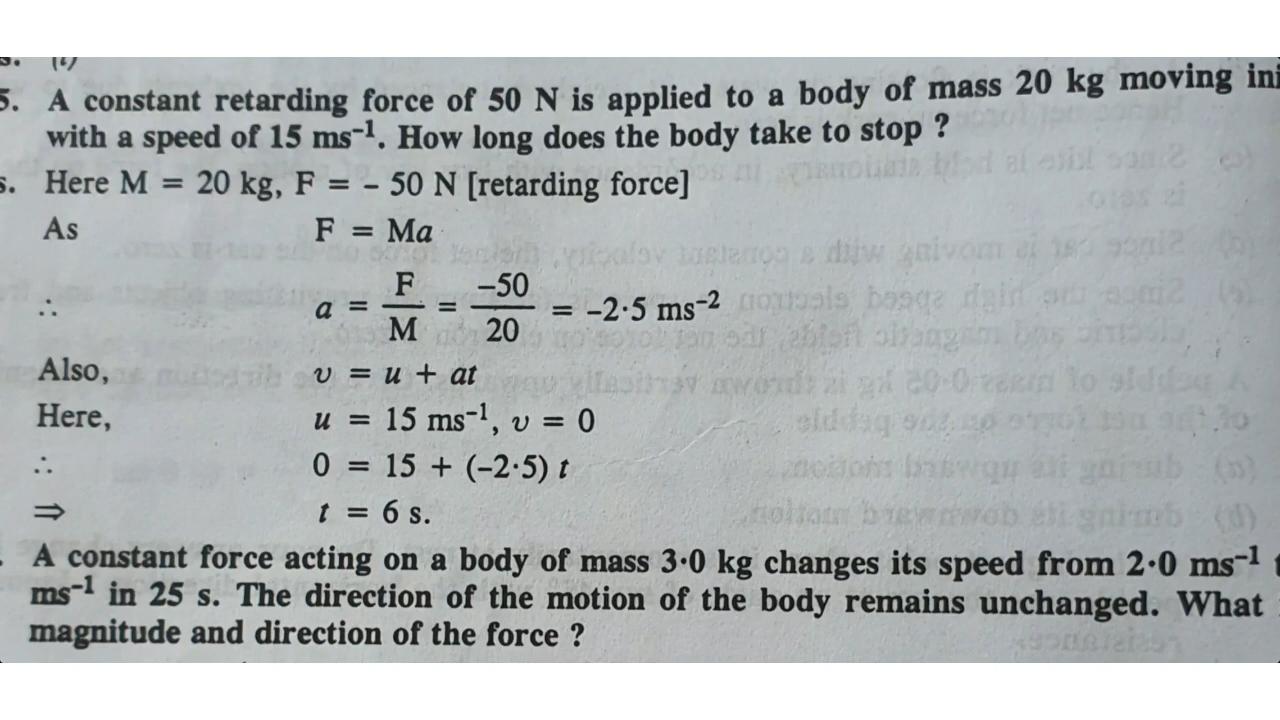 5. A constant retarding force of 50 N is applied to a body of mass 20 kg moving ini
with a speed of 15 ms⁻¹. How long does the body take to stop ?
s. Here M = 20 kg, F = – 50 N [retarding force]
As F = Ma
∴ a = F/M = –50/20 = –2·5 ms⁻²
Also, υ = u + at
Here, u = 15 ms⁻¹, υ = 0
∴ 0 = 15 + (–2·5) t
⇒ t = 6 s.
A constant force acting on a body of mass 3·0 kg changes its speed from 2·0 ms⁻¹
ms⁻¹ in 25 s. The direction of the motion of the body remains unchanged. What
magnitude and direction of the force ?